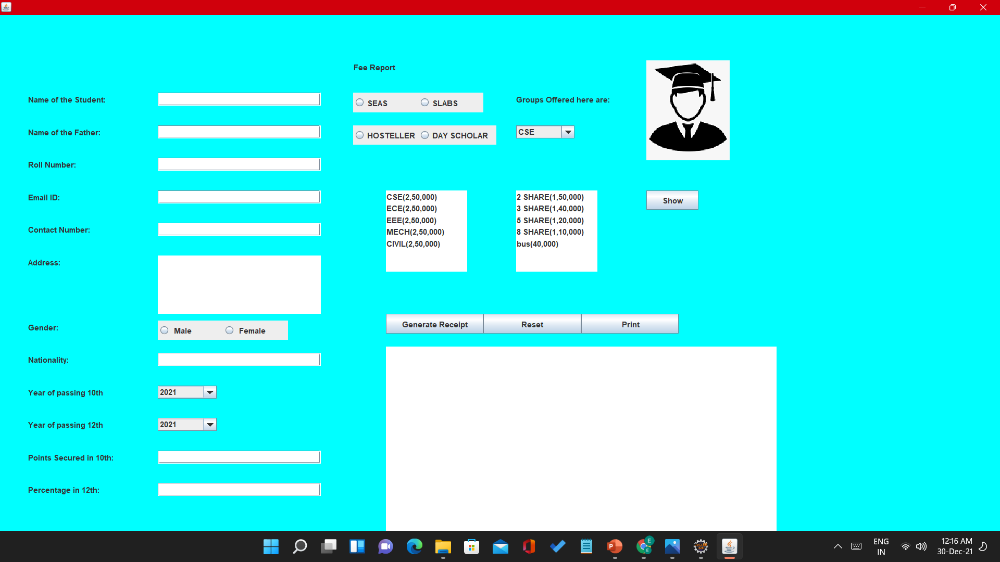 Fee Report
Name of the Student:
SEAS
SLABS
Groups Offered here are:
Name of the Father:
HOSTELLER
DAY SCHOLAR
CSE
Roll Number:
Email ID:
CSE(2,50,000)
ECE(2,50,000)
EEE(2,50,000)
MECH(2,50,000)
CIVIL(2,50,000)
2 SHARE(1,50,000)
3 SHARE(1,40,000)
5 SHARE(1,20,000)
8 SHARE(1,10,000)
bus(40,000)
Show
Contact Number:
Address:
Generate Receipt
Reset
Print
Gender:
Male
Female
Nationality:
Year of passing 10th
2021
Year of passing 12th
2021
Points Secured in 10th:
Percentage in 12th:
P
E
E
ENG
IN
12:16 AM
30-Dec-21